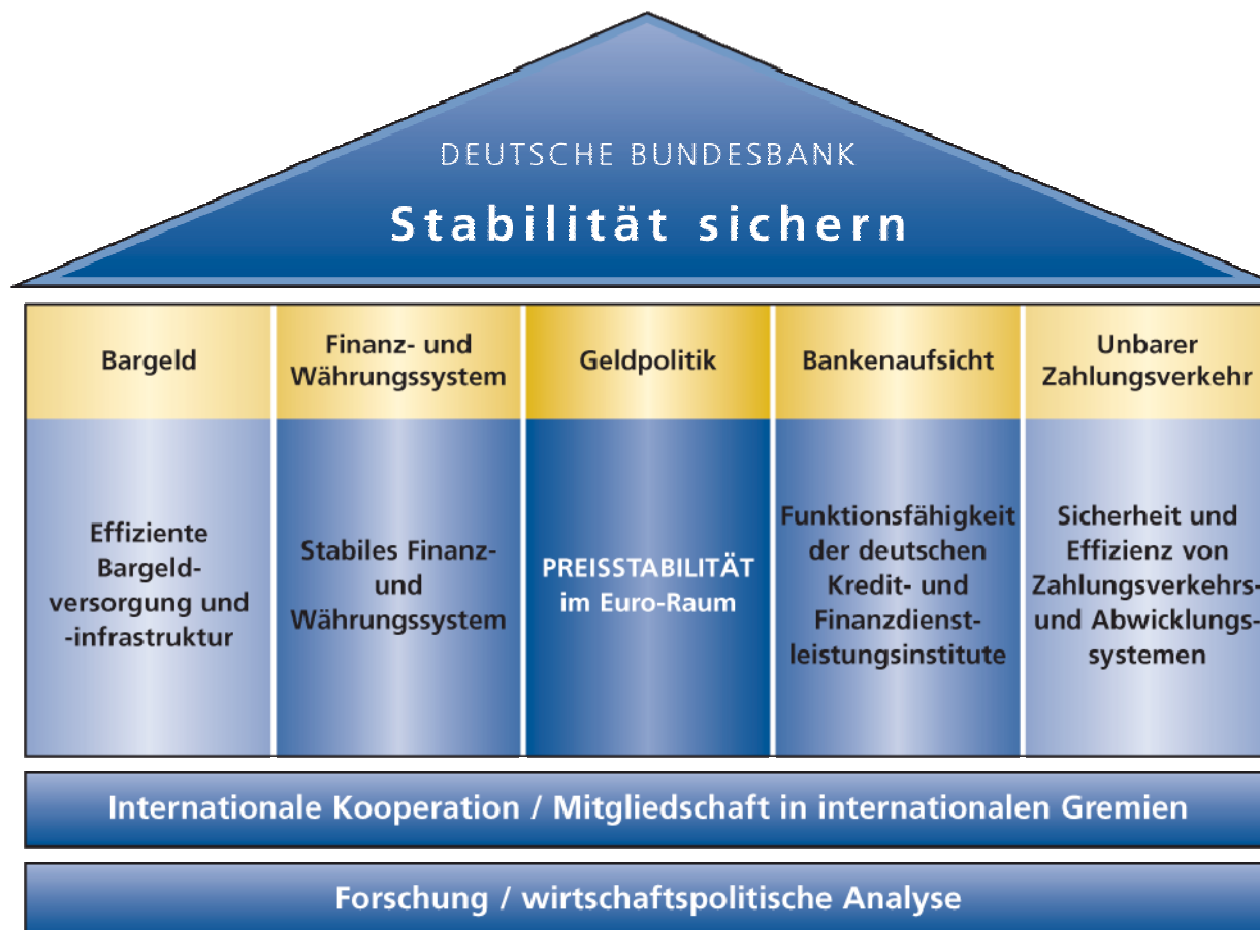 DEUTSCHE BUNDESBANK
Stabilität sichern
Bargeld
Finanz- und
Währungssystem
Geldpolitik
Bankenaufsicht
Unbarer
Zahlungsverkehr
Effiziente
Bargeld-
versorgung und
-infrastruktur
Stabiles Finanz-
und
Währungssystem
PREISSTABILITÄT
im Euro-Raum
Funktionsfähigkeit
der deutschen
Kredit- und
Finanzdienst-
leistungsinstitute
Sicherheit und
Effizienz von
Zahlungsverkehrs-
und Abwicklungs-
systemen
Internationale Kooperation / Mitgliedschaft in internationalen Gremien
Forschung / wirtschaftspolitische Analyse